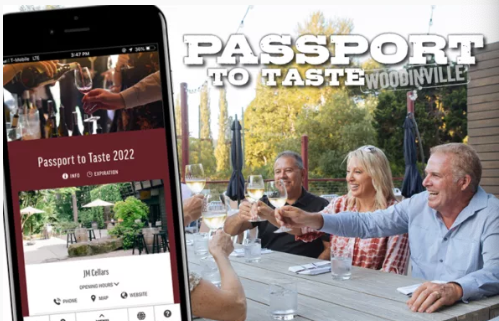 T-Mobile LTE
3:47 PM
26%
Passport to Taste 2022
INFO
EXPIRATION
JM Cellars
OPENING HOURS
PHONE
MAP
WEBSITE
PASSPORT
TO TASTE
WOODINVILLE